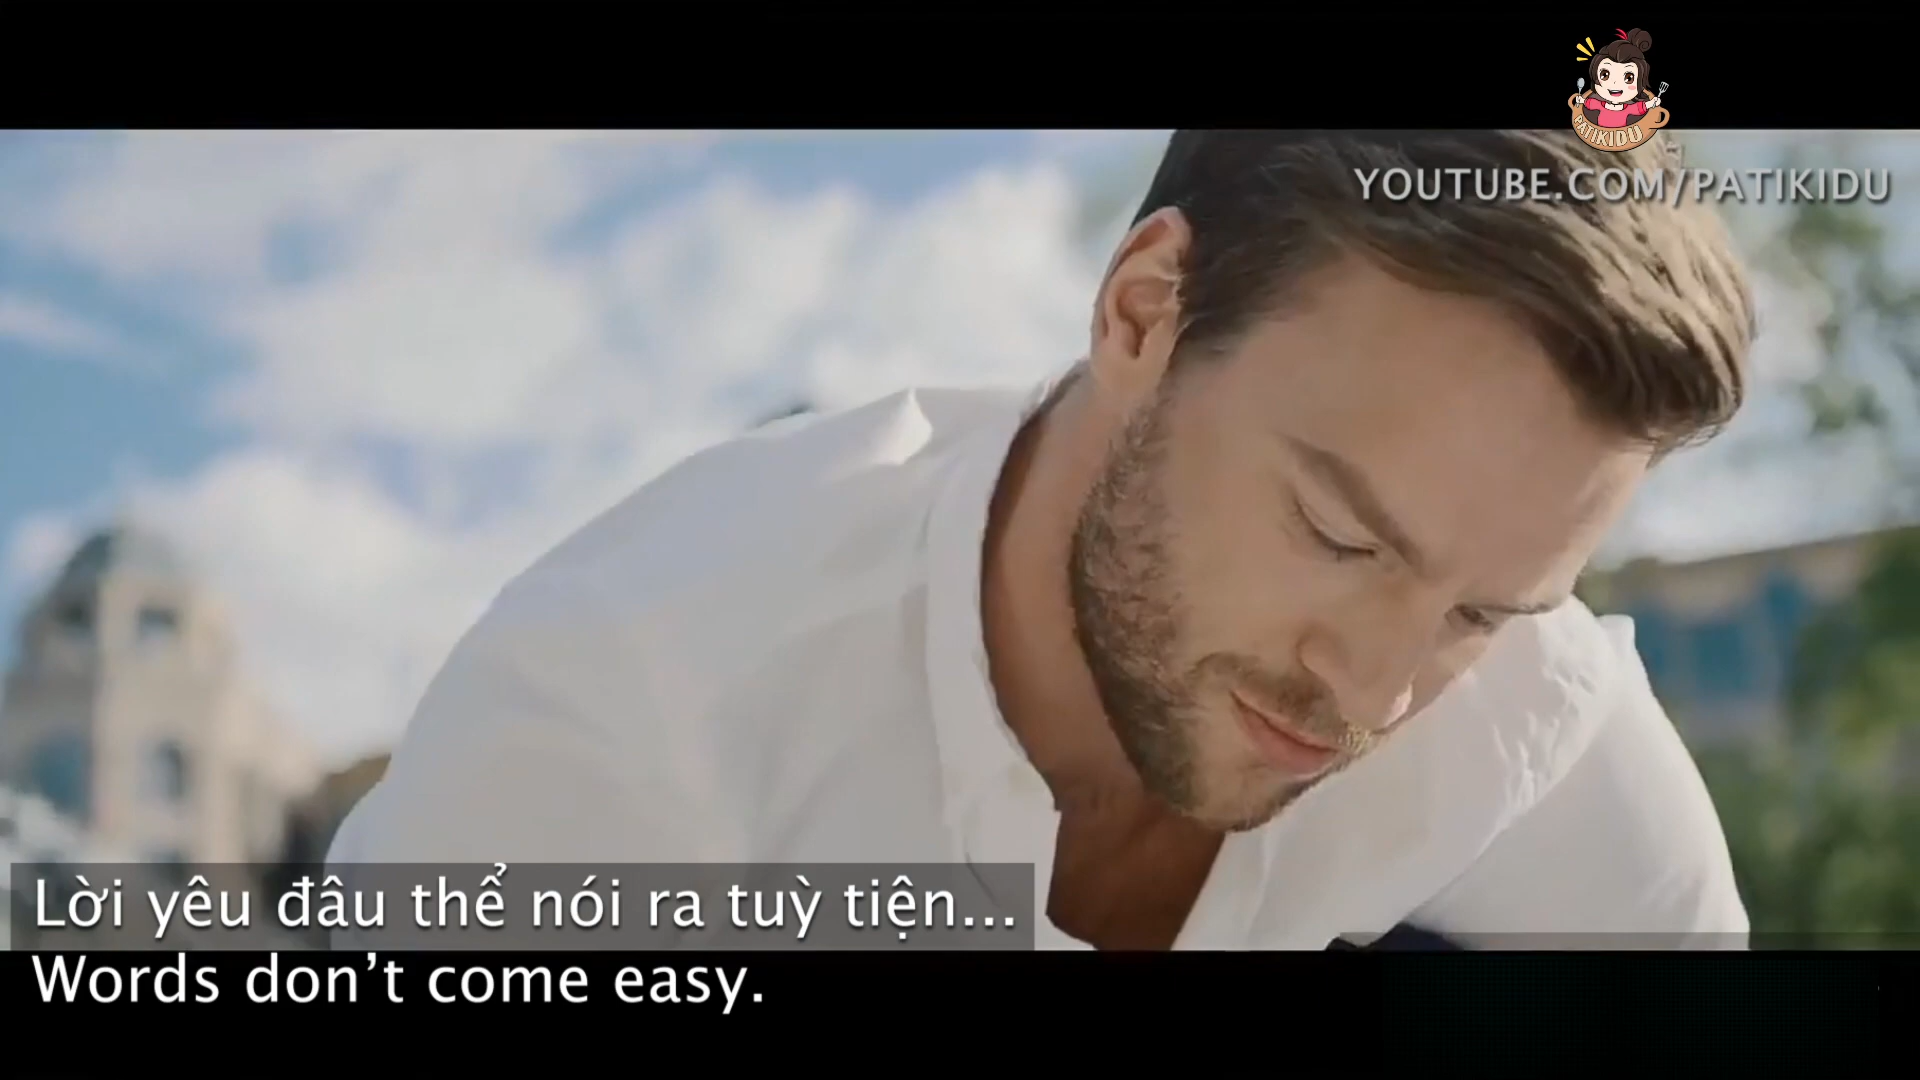 PATIKIDU
YOUTUBE.COM/PATIKIDU
Lời yêu đâu thể nói ra tuỳ tiện...
Words don’t come easy.